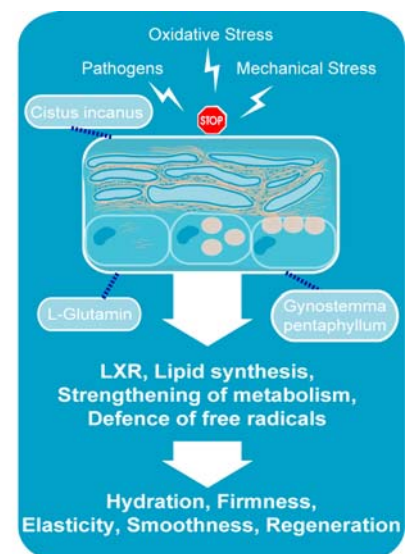 Oxidative Stress
Pathogens
Mechanical Stress
Cistus incanus
STOP
L-Glutamin
Gynostemma
pentaphyllum
LXR, Lipid synthesis,
Strengthening of metabolism,
Defence of free radicals
Hydration, Firmness,
Elasticity, Smoothness, Regeneration